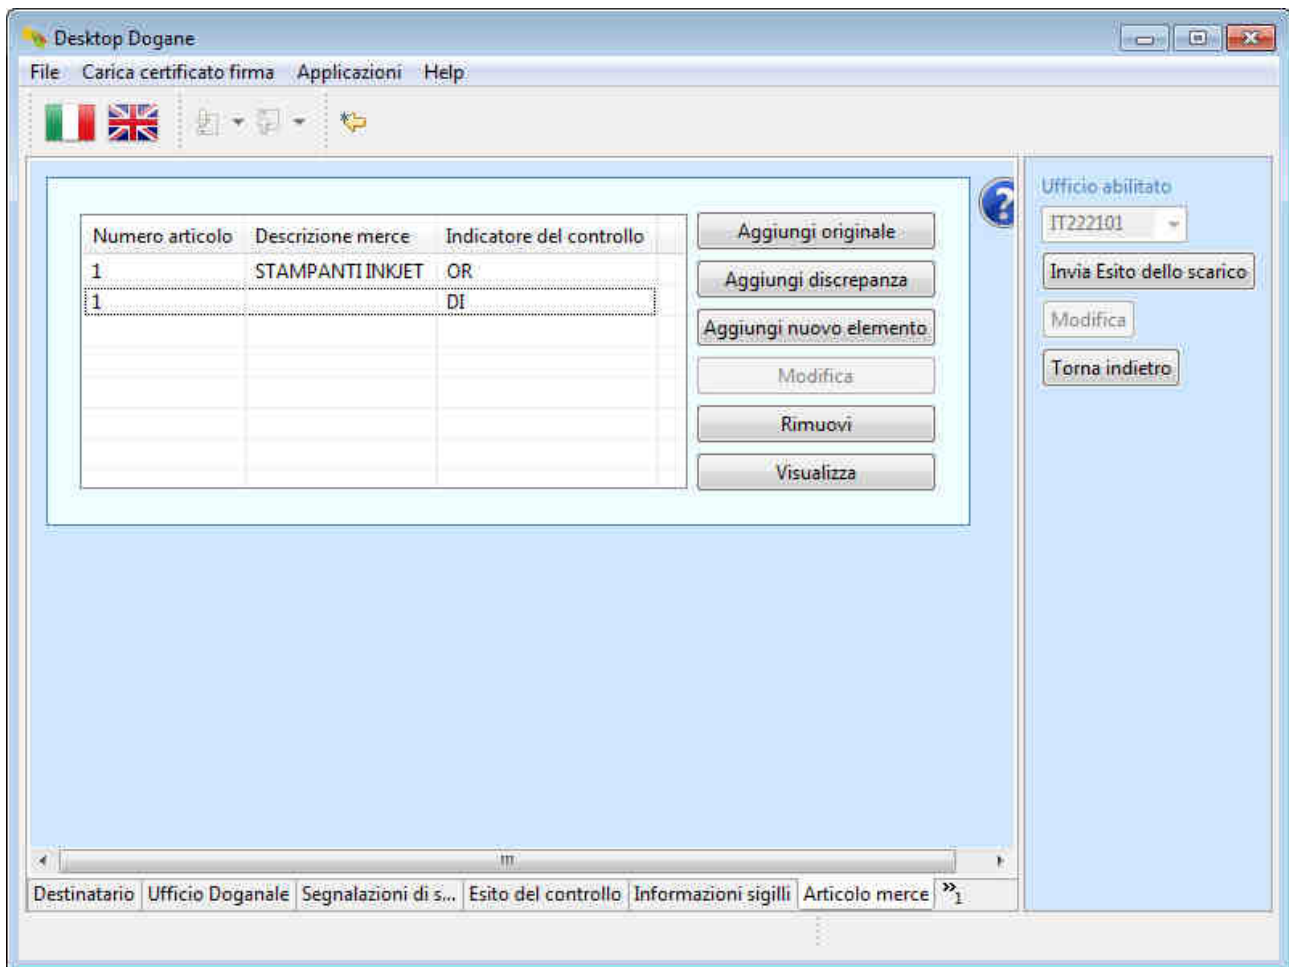 Desktop Dogane
File Carica certificato firma Applicazioni Help
Ufficio abilitato
IT222101
Invia Esito dello scarico
Modifica
Torna indietro
Numero articolo Descrizione merce Indicatore del controllo
1 STAMPANTI INKJET OR
1 DI
Aggiungi originale
Aggiungi discrepanza
Aggiungi nuovo elemento
Modifica
Rimuovi
Visualizza
Destinatario Ufficio Doganale Segnalazioni di s... Esito del controllo Informazioni sigilli Articolo merce »1